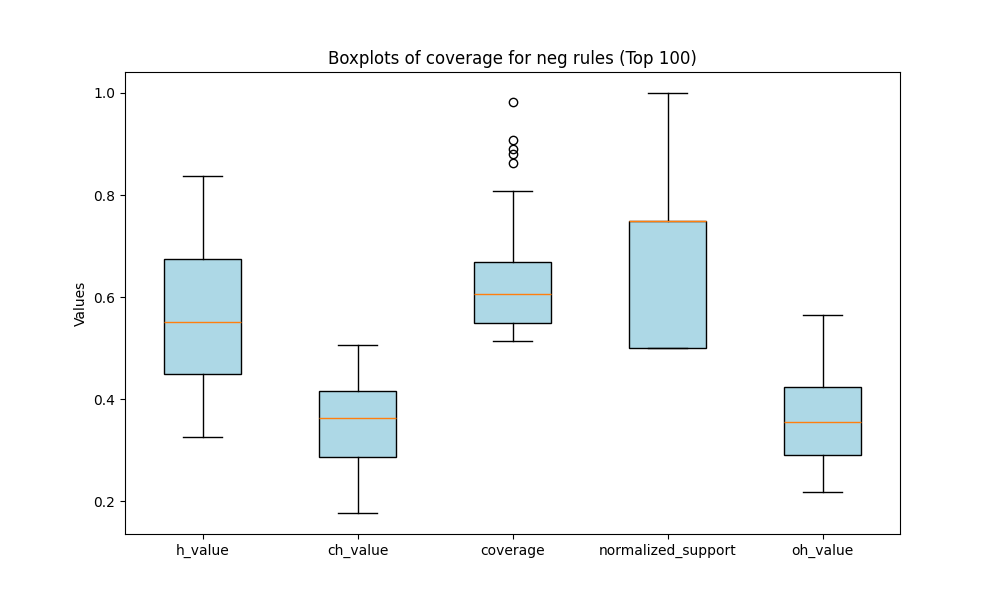 Boxplots of coverage for neg rules (Top 100)
1.0
0.8
0.6
0.4
0.2
Values
h_value
ch_value
coverage
normalized_support
oh_value